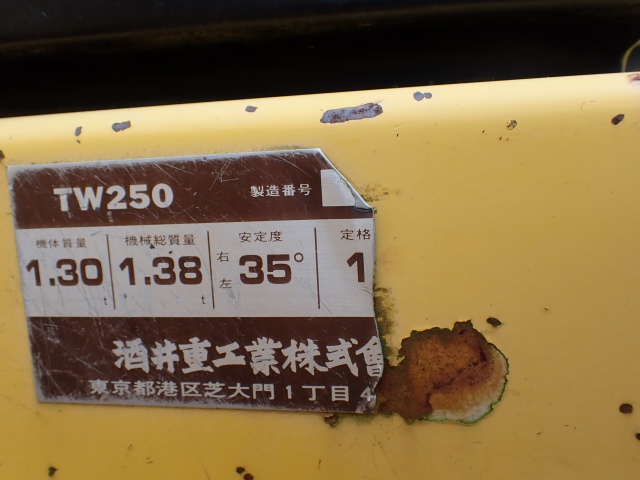 TW250 製造番号
機体質量 機械総質量 安定度 定格
1.30 t 1.38 t 右左 35° 1
酒井重工業株式會
東京都港区芝大門1丁目4